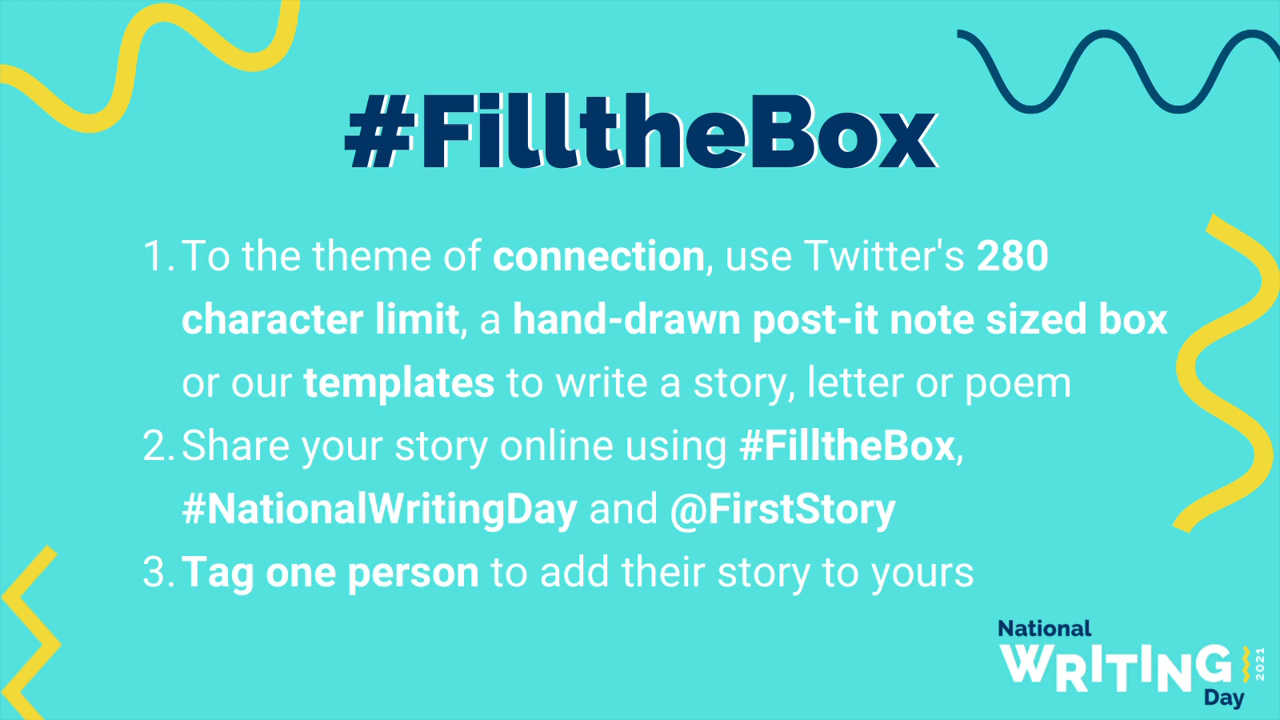 #FilltheBox
1. To the theme of connection, use Twitter's 280
character limit, a hand-drawn post-it note sized box
or our templates to write a story, letter or poem
2. Share your story online using #FilltheBox,
#NationalWritingDay and @FirstStory
3. Tag one person to add their story to yours
National
WRITING 2021
Day